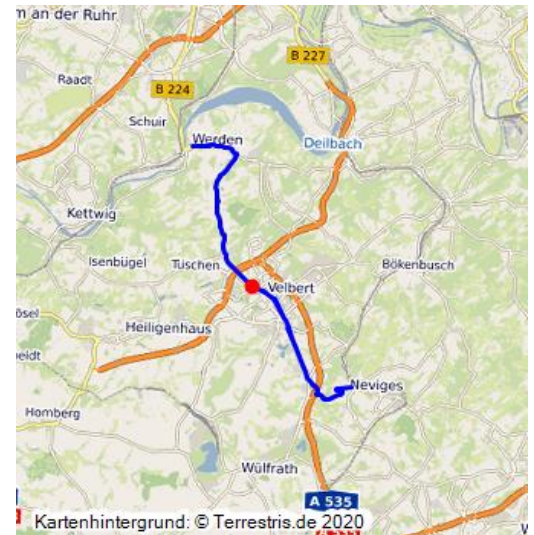 m an der Ruhr
B 227
Raadt
B 224
Schuir
Werden
Deilbach
Kettwig
Isenbügel
Tüschen
Bökenbusch
Velbert
ösel
Heiligenhaus
eidt
Neviges
Homberg
Wülfrath
A 535
Kartenhintergrund: © Terrestris.de 2020